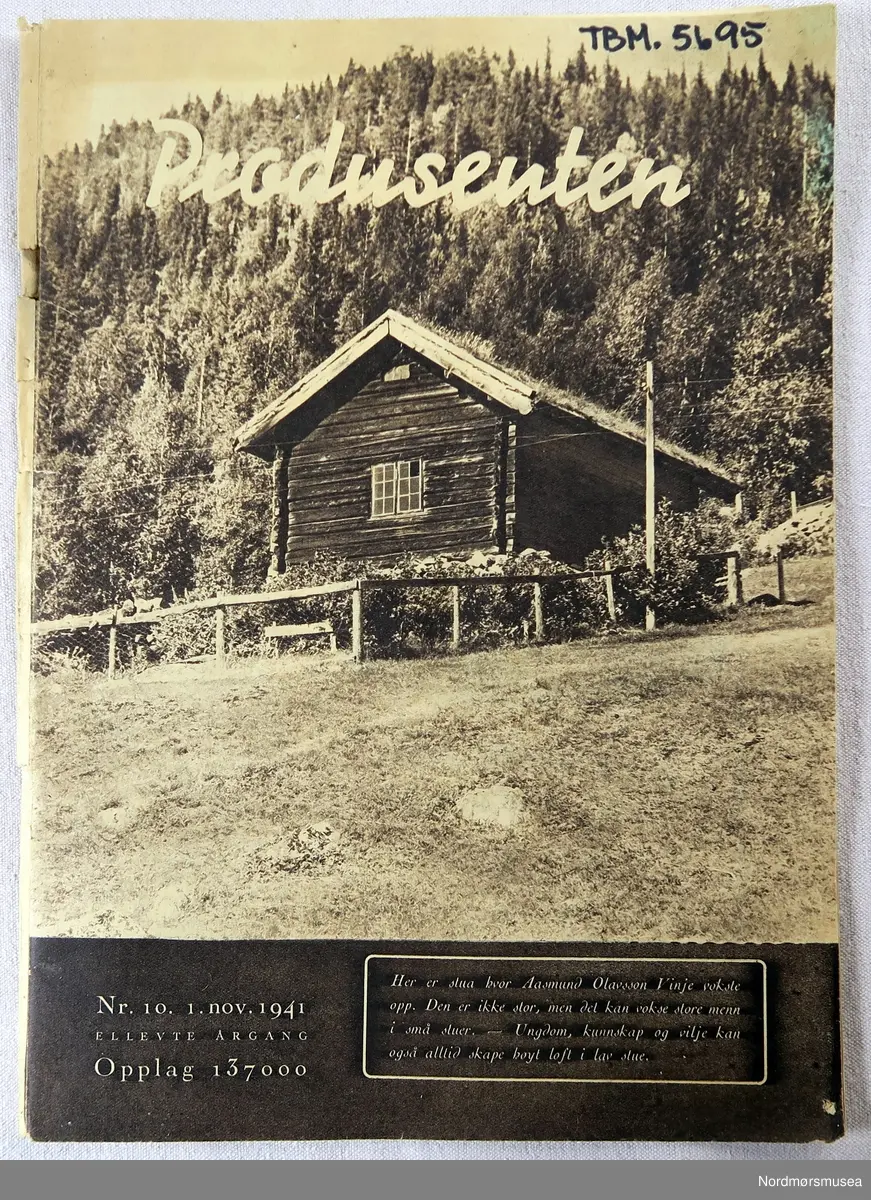 TBM. 5695
Produsenten
Nr. 10. 1. nov. 1941
ELLEVTE ÅRGANG
Opplag 137000
Her er stua hvor Aasmund Olavsson Vinje vokste
opp. Den er ikke stor, men det kan vokse store menn
i små stuer. — Ungdom, kunnskap og vilje kan
også alltid skape høyt loft i lav stue.
Nordmørsmusea